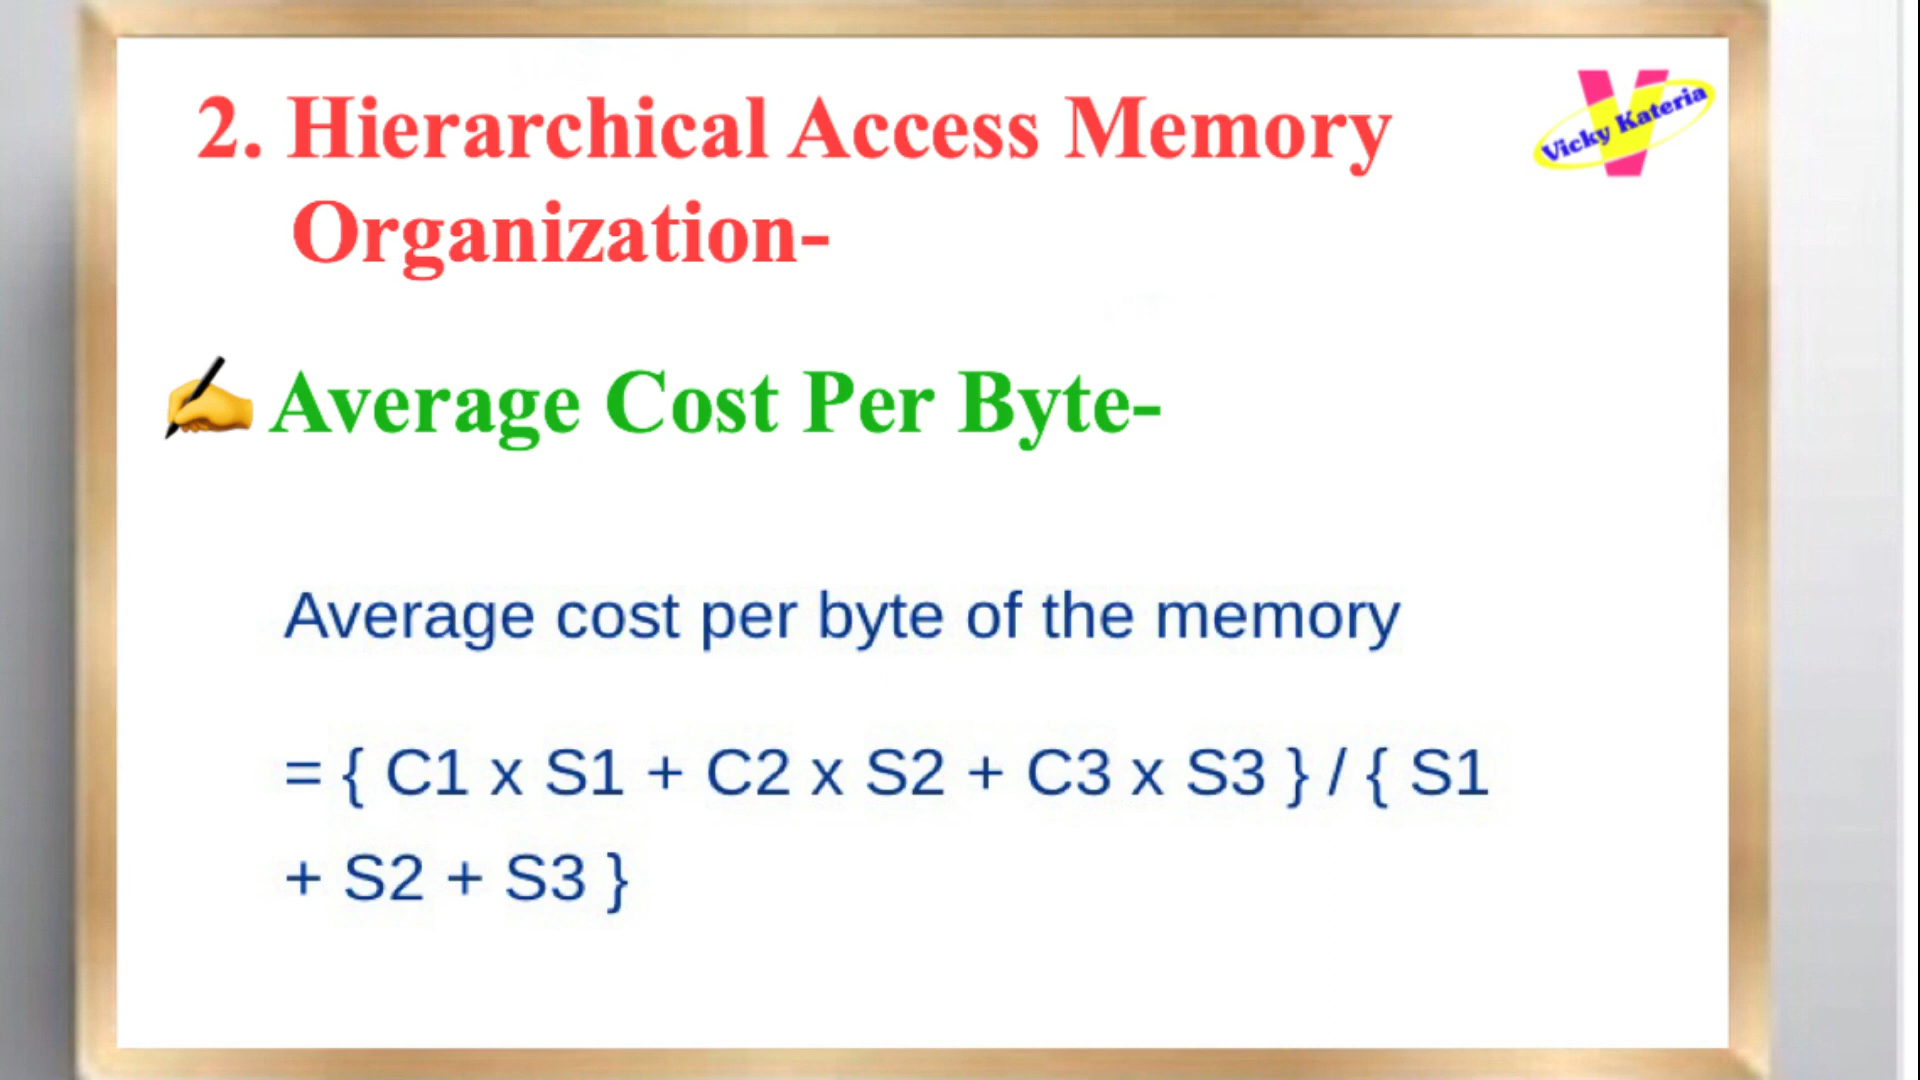 2. Hierarchical Access Memory
Organization-
Vicky Kateria
✍ Average Cost Per Byte-
Average cost per byte of the memory
= { C1 x S1 + C2 x S2 + C3 x S3 } / { S1
+ S2 + S3 }